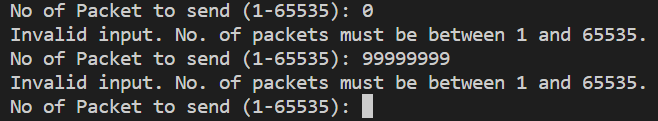 No of Packet to send (1-65535): 0
Invalid input. No. of packets must be between 1 and 65535.
No of Packet to send (1-65535): 99999999
Invalid input. No. of packets must be between 1 and 65535.
No of Packet to send (1-65535):